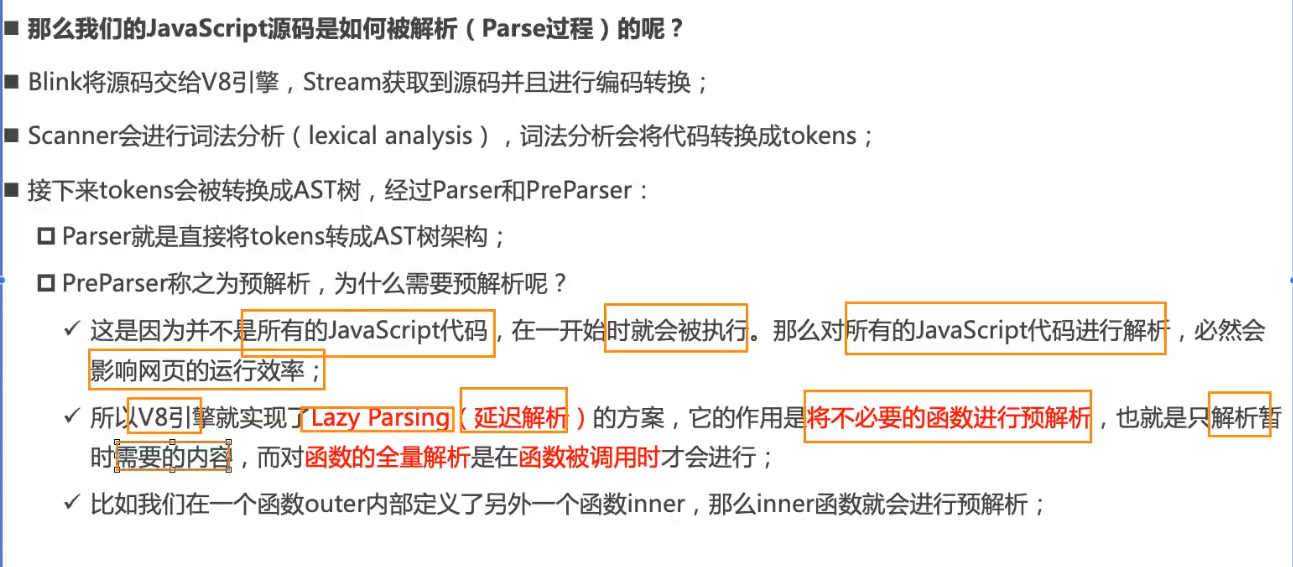 ■ 那么我们的JavaScript源码是如何被解析（Parse过程）的呢？
■ Blink将源码交给V8引擎，Stream获取到源码并且进行编码转换；
■ Scanner会进行词法分析（lexical analysis），词法分析会将代码转换成tokens；
■ 接下来tokens会被转换成AST树，经过Parser和PreParser：
❑ Parser就是直接将tokens转成AST树架构；
❑ PreParser称之为预解析，为什么需要预解析呢？
✓ 这是因为并不是所有的JavaScript代码，在一开始时就会被执行。那么对所有的JavaScript代码进行解析，必然会
影响网页的运行效率；
✓ 所以V8引擎就实现了Lazy Parsing（延迟解析）的方案，它的作用是将不必要的函数进行预解析，也就是只解析暂
时需要的内容，而对函数的全量解析是在函数被调用时才会进行；
✓ 比如我们在一个函数outer内部定义了另外一个函数inner，那么inner函数就会进行预解析；